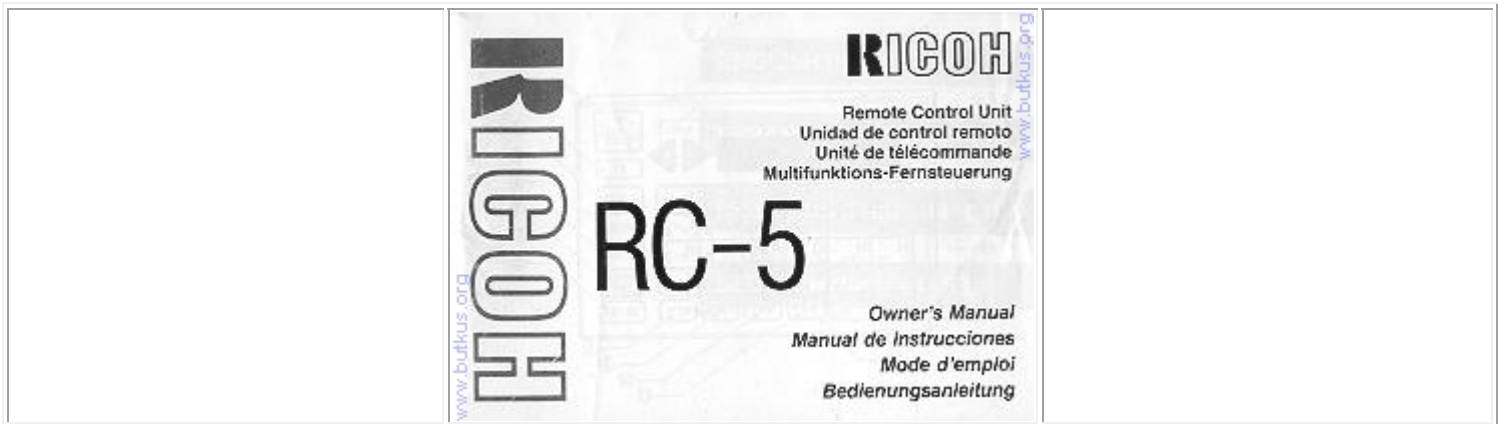 RICOH
RICOH
www.butkus.org
Remote Control Unit
Unidad de control remoto
Unité de télécommande
Multifunktions-Fernsteuerung
RC-5
www.butkus.org
Owner's Manual
Manual de instrucciones
Mode d'emploi
Bedienungsanleitung